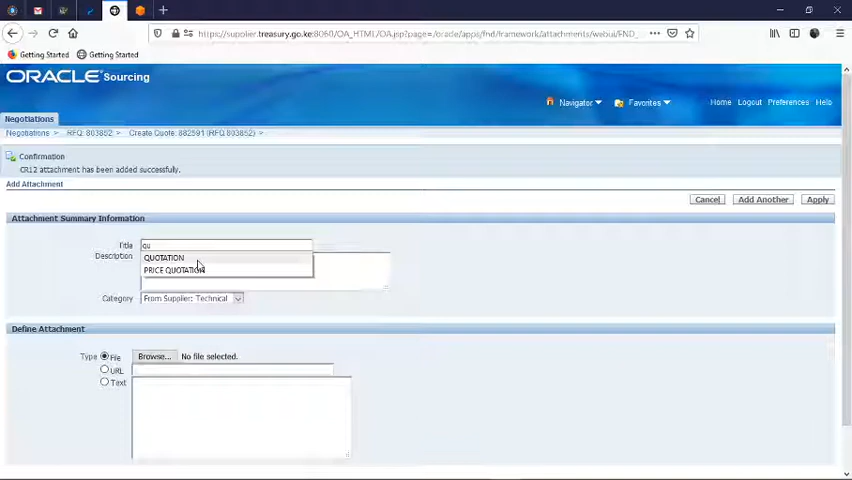 https://supplier.treasury.go.ke:8060/OA_HTML/OA.jsp?page=/oracle/apps/fnd/framework/attachments/webui/FND_
Getting Started Getting Started
ORACLE Sourcing
Navigator Favorites Home Logout Preferences Help
Negotiations
Negotiations > RFQ: 803852 > Create Quote: 882591 (RFQ 803852) >
Confirmation
CR12 attachment has been added successfully.
Add Attachment
Cancel Add Another Apply
Attachment Summary Information
Title qu
QUOTATION
Description
PRICE QUOTATION
Category From Supplier: Technical
Define Attachment
Type File Browse... No file selected.
URL
Text